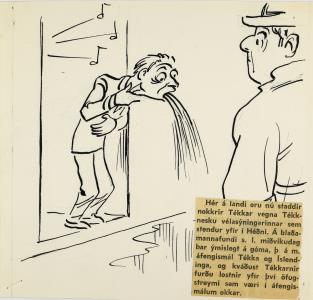 Hér á landi eru nú staddir
nokkrir Tékkar vegna Tékk-
nesku vélasýningarinnar sem
stendur yfir í Héðni. Á blaða-
mannafundi s. l. miðvikudag
bar ýmislegt á góma, þ. á m.
áfengismál Tékka og Íslend-
inga, og kváðust Tékkarnir
furðu lostnir yfir því öfug-
streymi sem væri í áfengis-
málum okkar.